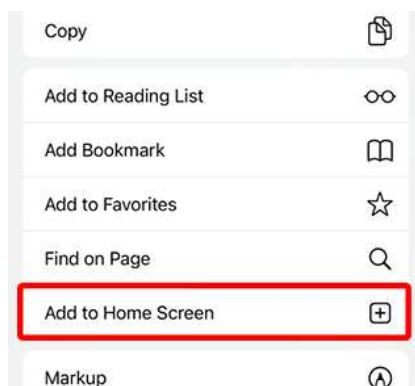 Copy
Add to Reading List
Add Bookmark
Add to Favorites
Find on Page
Add to Home Screen
Markup